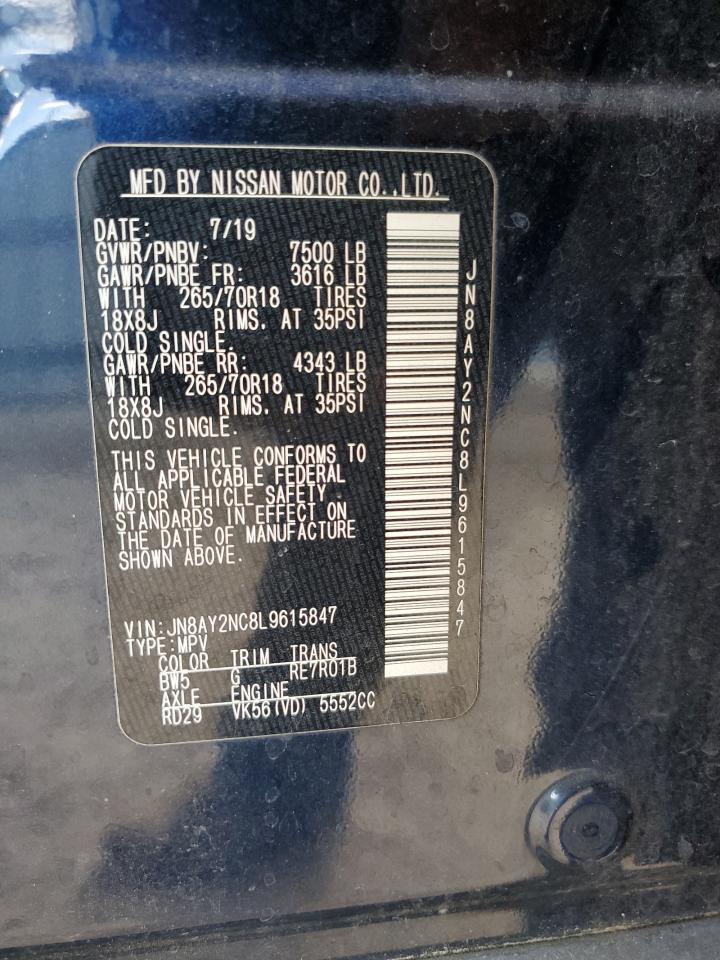 MFD BY NISSAN MOTOR CO.,LTD.
DATE: 7/19
GVWR/PNBV: 7500 LB
GAWR/PNBE FR: 3616 LB
WITH 265/70R18 TIRES
18X8J RIMS. AT 35PSI
COLD SINGLE.
GAWR/PNBE RR: 4343 LB
WITH 265/70R18 TIRES
18X8J RIMS. AT 35PSI
COLD SINGLE.
THIS VEHICLE CONFORMS TO
ALL APPLICABLE FEDERAL
MOTOR VEHICLE SAFETY
STANDARDS IN EFFECT ON
THE DATE OF MANUFACTURE
SHOWN ABOVE.
VIN:JN8AY2NC8L9615847
TYPE:MPV
COLOR TRIM TRANS
BW5 G RE7R01B
AXLE ENGINE
RD29 VK56(VD) 5552CC
JN8AY2NC8L9615847